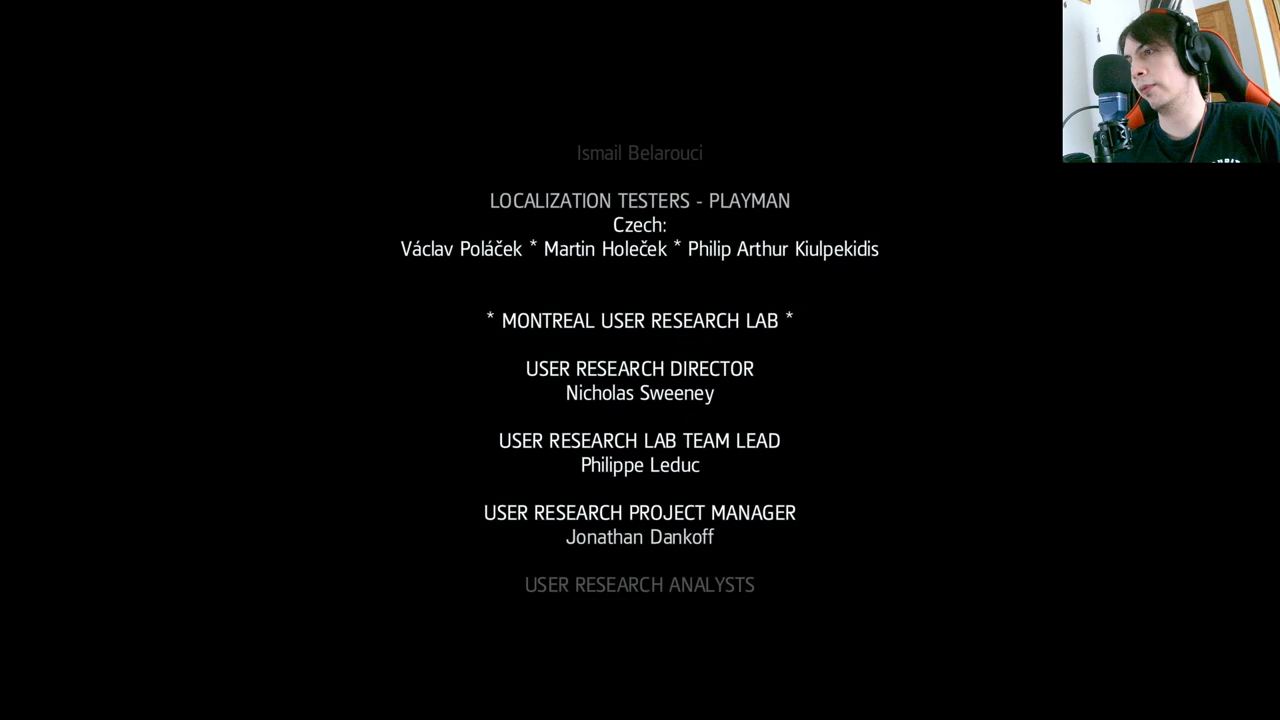 Ismail Belarouci
LOCALIZATION TESTERS - PLAYMAN
Czech:
Václav Poláček * Martin Holeček * Philip Arthur Kiulpekidis
* MONTREAL USER RESEARCH LAB *
USER RESEARCH DIRECTOR
Nicholas Sweeney
USER RESEARCH LAB TEAM LEAD
Philippe Leduc
USER RESEARCH PROJECT MANAGER
Jonathan Dankoff
USER RESEARCH ANALYSTS